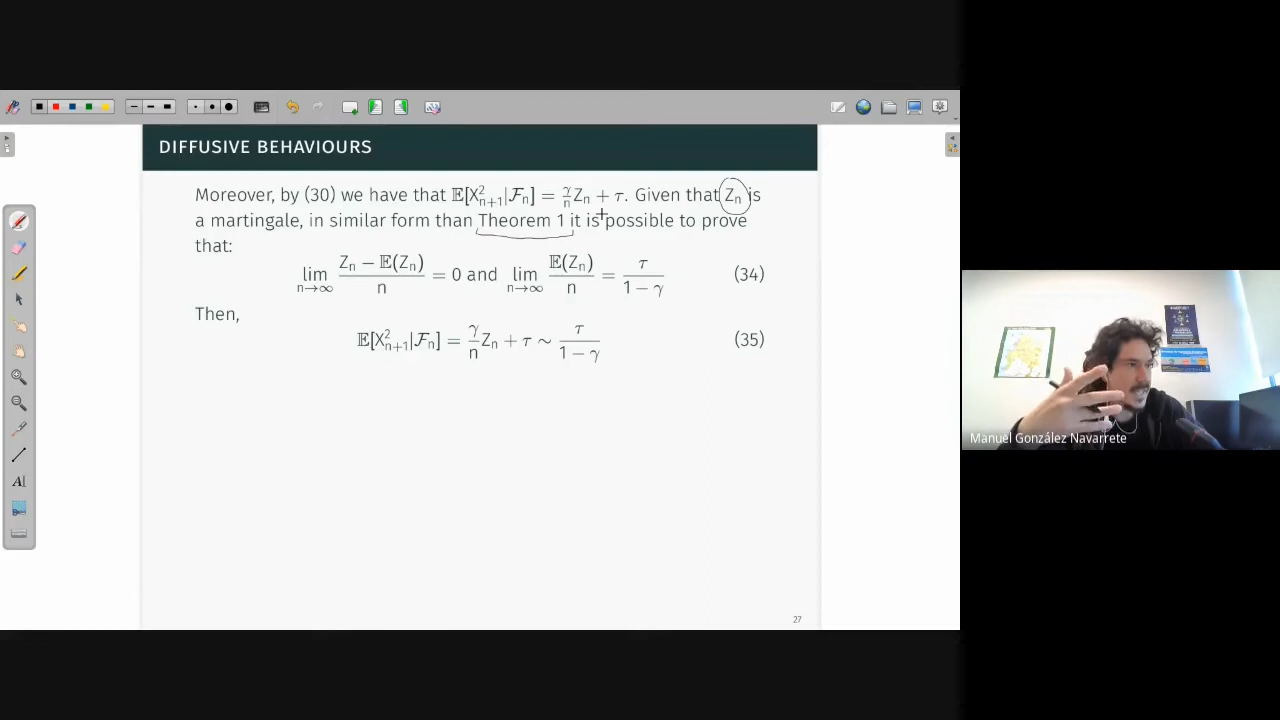 DIFFUSIVE BEHAVIOURS
Moreover, by (30) we have that 𝔼[X²ₙ₊₁|ℱₙ] = γ/n Zₙ + τ. Given that Zₙ is
a martingale, in similar form than Theorem 1 it is possible to prove
that:
lim n→∞ (Zₙ − 𝔼(Zₙ))/n = 0 and lim n→∞ 𝔼(Zₙ)/n = τ/(1 − γ) (34)
Then,
𝔼[X²ₙ₊₁|ℱₙ] = γ/n Zₙ + τ ∼ τ/(1 − γ) (35)
27
Manuel González Navarrete